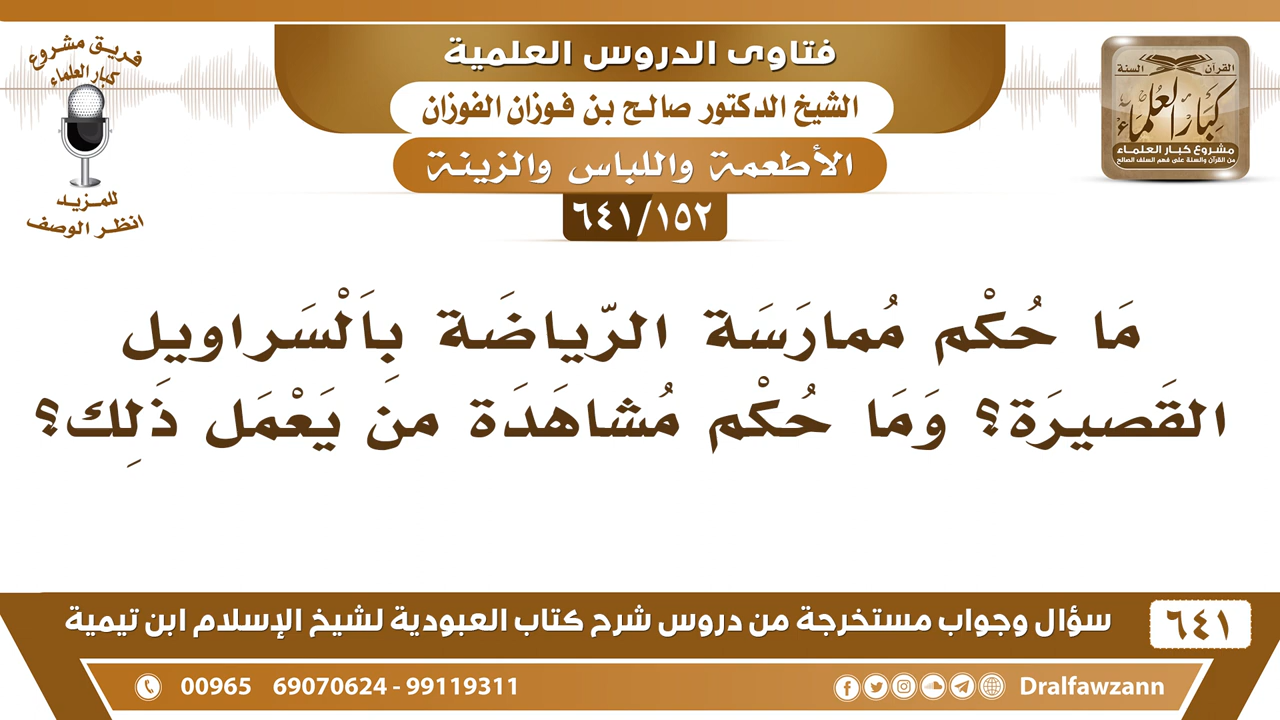 فريق مشروع
كبار العلماء
للمزيد
انظر الوصف
فتاوى الدروس العلمية
الشيخ الدكتور صالح بن فوزان الفوزان
الأطعمة واللباس والزينة
٦٤١/١٥٢
القرآن السنة
كبار العلماء
مشروع كبار العلماء
من القرآن والسنة على فهم السلف الصالح
مَا حُكْم مُمارَسَة الرّياضَة بِاَلْسَراويل
القَصيرَة؟ وَمَا حُكْم مُشاهَدَة مَن يَعْمَل ذَلِك؟
٦٤١ سؤال وجواب مستخرجة من دروس شرح كتاب العبودية لشيخ الإسلام ابن تيمية
00965 69070624 - 99119311
Dralfawzann